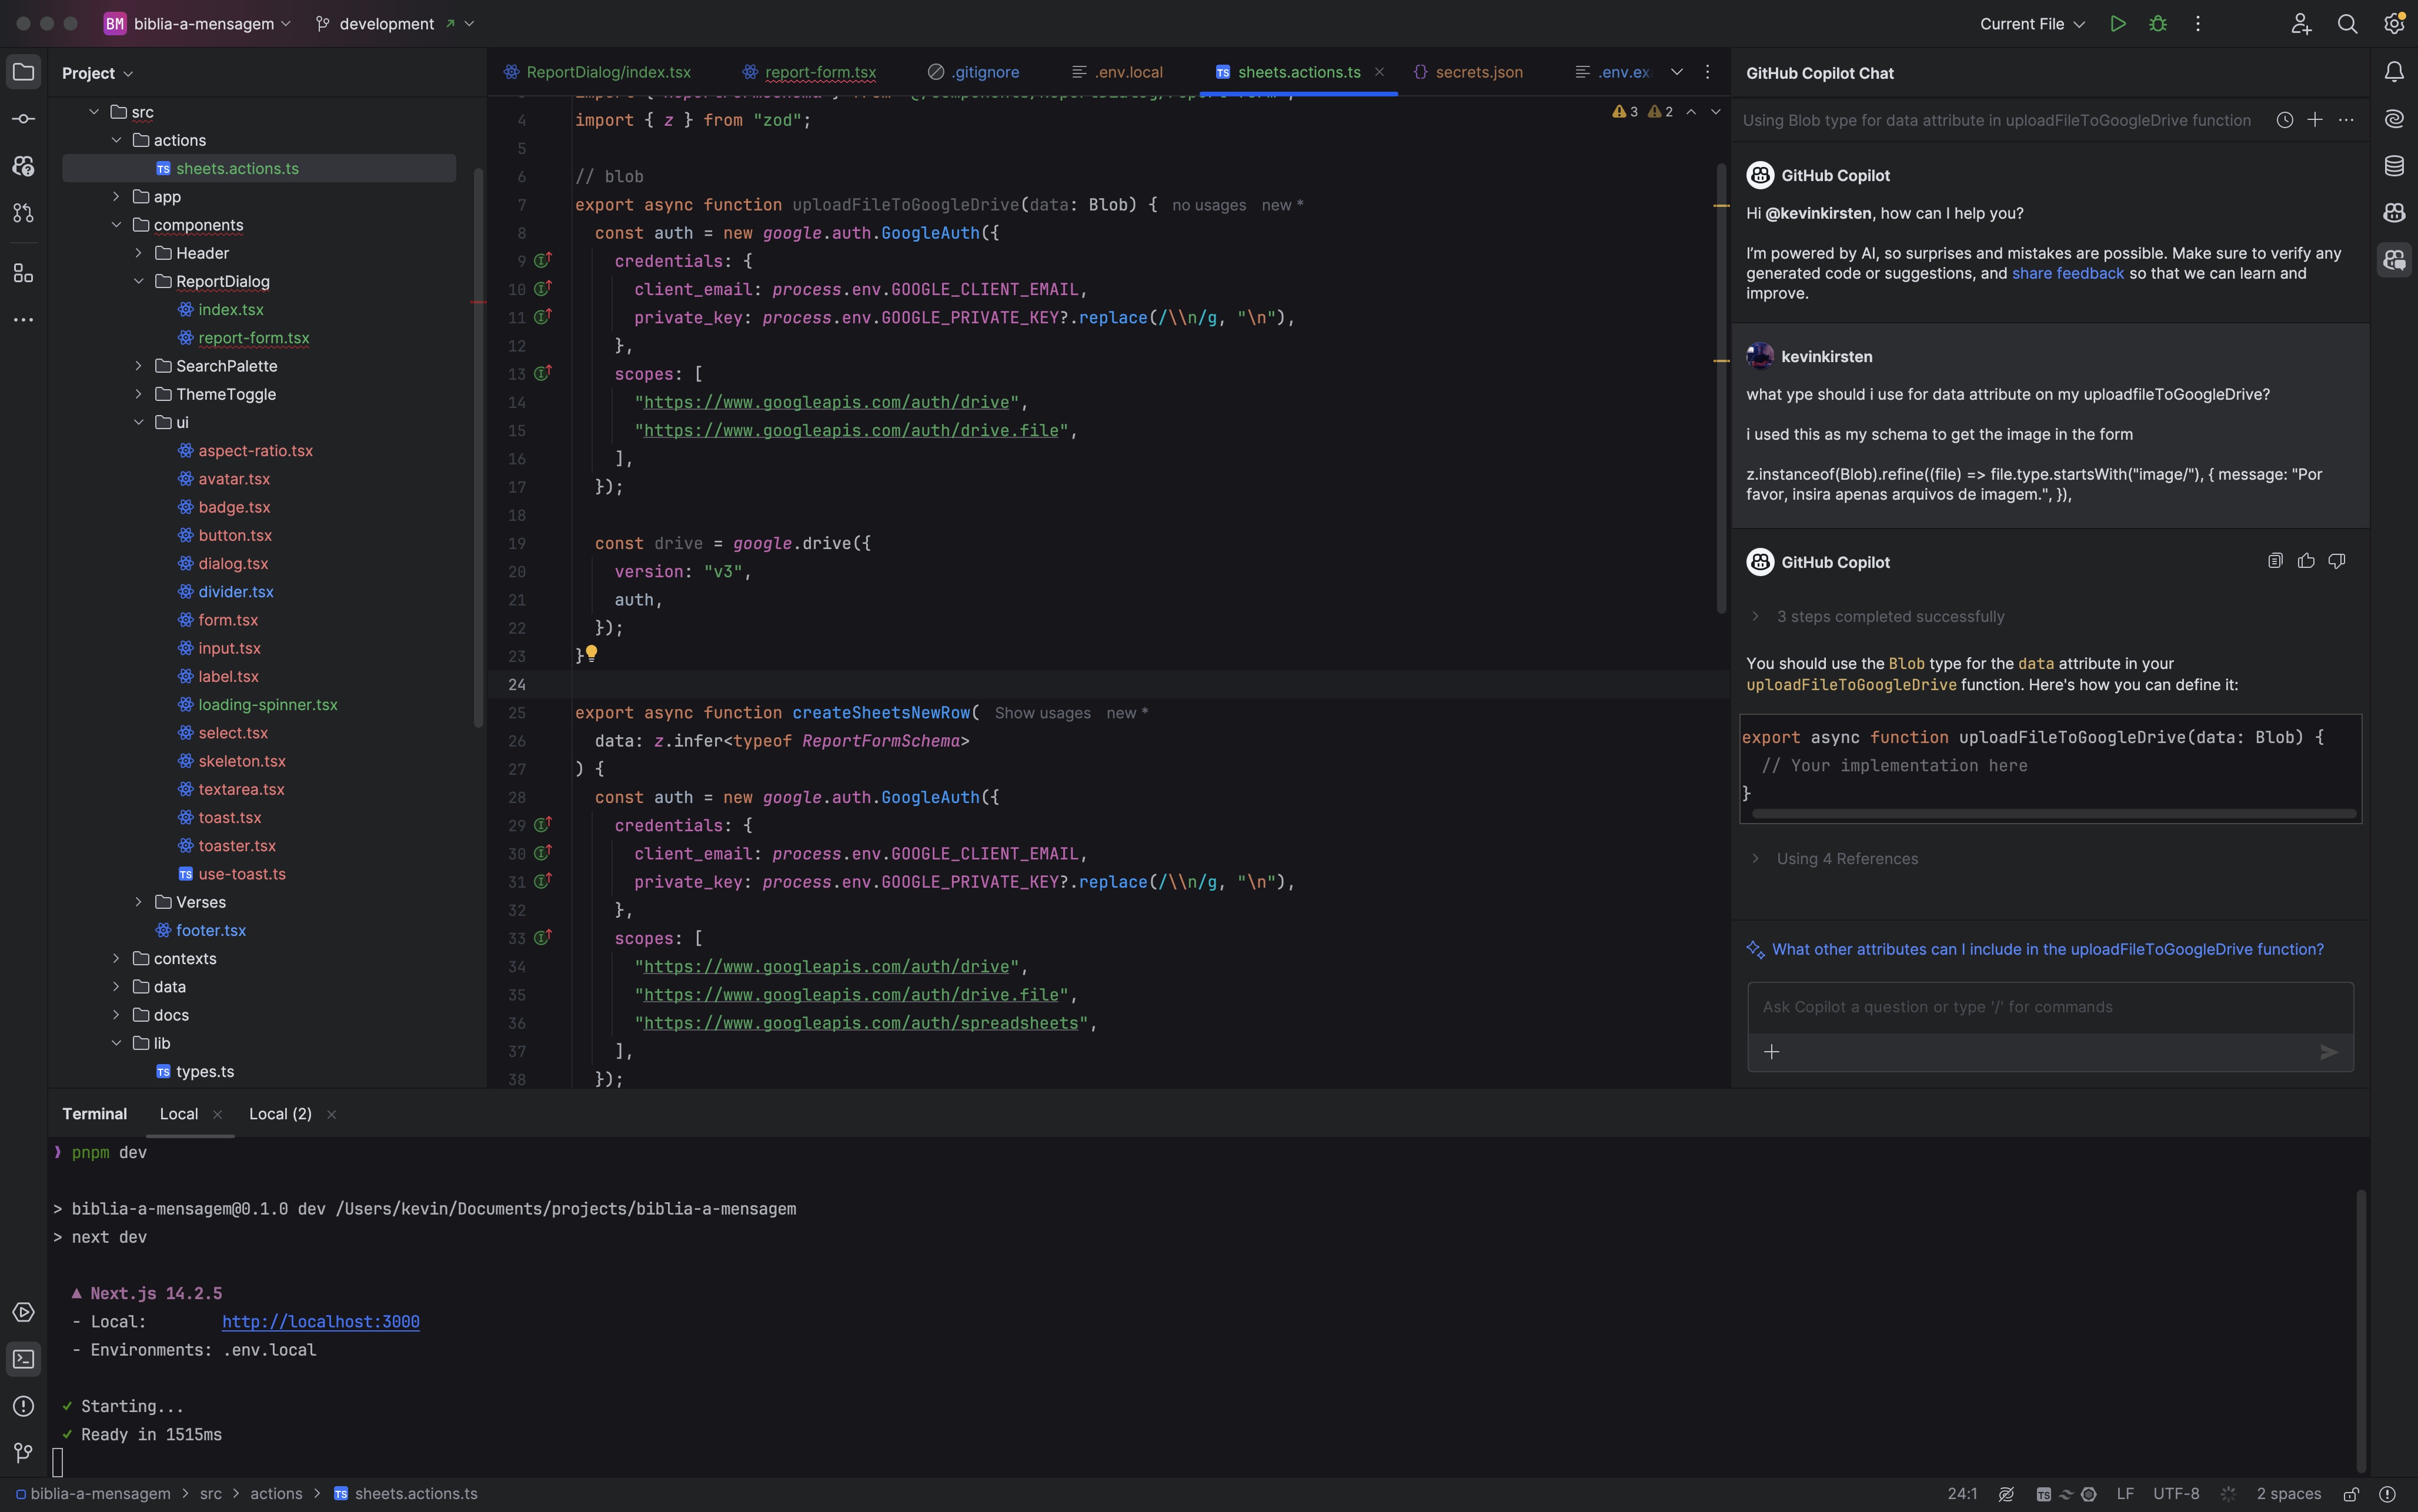 BM biblia-a-mensagem development Current File
Project
src
actions
sheets.actions.ts
app
components
Header
ReportDialog
index.tsx
report-form.tsx
SearchPalette
ThemeToggle
ui
aspect-ratio.tsx
avatar.tsx
badge.tsx
button.tsx
dialog.tsx
divider.tsx
form.tsx
input.tsx
label.tsx
loading-spinner.tsx
select.tsx
skeleton.tsx
textarea.tsx
toast.tsx
toaster.tsx
TS use-toast.ts
Verses
footer.tsx
contexts
data
docs
lib
TS types.ts
ReportDialog/index.tsx report-form.tsx .gitignore .env.local TS sheets.actions.ts {} secrets.json .env.ex
3 2
4 import { z } from "zod";
5
6 // blob
7 export async function uploadFileToGoogleDrive(data: Blob) { no usages new *
8 const auth = new google.auth.GoogleAuth({
9 credentials: {
10 client_email: process.env.GOOGLE_CLIENT_EMAIL,
11 private_key: process.env.GOOGLE_PRIVATE_KEY?.replace(/\\n/g, "\n"),
12 },
13 scopes: [
14 "https://www.googleapis.com/auth/drive",
15 "https://www.googleapis.com/auth/drive.file",
16 ],
17 });
18
19 const drive = google.drive({
20 version: "v3",
21 auth,
22 });
23 }
24
25 export async function createSheetsNewRow( Show usages new *
26 data: z.infer<typeof ReportFormSchema>
27 ) {
28 const auth = new google.auth.GoogleAuth({
29 credentials: {
30 client_email: process.env.GOOGLE_CLIENT_EMAIL,
31 private_key: process.env.GOOGLE_PRIVATE_KEY?.replace(/\\n/g, "\n"),
32 },
33 scopes: [
34 "https://www.googleapis.com/auth/drive",
35 "https://www.googleapis.com/auth/drive.file",
36 "https://www.googleapis.com/auth/spreadsheets",
37 ],
38 });
GitHub Copilot Chat
Using Blob type for data attribute in uploadFileToGoogleDrive function
GitHub Copilot
Hi @kevinkirsten, how can I help you?
I'm powered by AI, so surprises and mistakes are possible. Make sure to verify any
generated code or suggestions, and share feedback so that we can learn and
improve.
kevinkirsten
what ype should i use for data attribute on my uploadfileToGoogleDrive?
i used this as my schema to get the image in the form
z.instanceof(Blob).refine((file) => file.type.startsWith("image/"), { message: "Por
favor, insira apenas arquivos de imagem.", }),
GitHub Copilot
3 steps completed successfully
You should use the Blob type for the data attribute in your
uploadFileToGoogleDrive function. Here's how you can define it:
export async function uploadFileToGoogleDrive(data: Blob) {
// Your implementation here
}
Using 4 References
What other attributes can I include in the uploadFileToGoogleDrive function?
Ask Copilot a question or type '/' for commands
Terminal Local Local (2)
❯ pnpm dev
> biblia-a-mensagem@0.1.0 dev /Users/kevin/Documents/projects/biblia-a-mensagem
> next dev
▲ Next.js 14.2.5
- Local: http://localhost:3000
- Environments: .env.local
✓ Starting...
✓ Ready in 1515ms
biblia-a-mensagem > src > actions > TS sheets.actions.ts 24:1 TS LF UTF-8 2 spaces